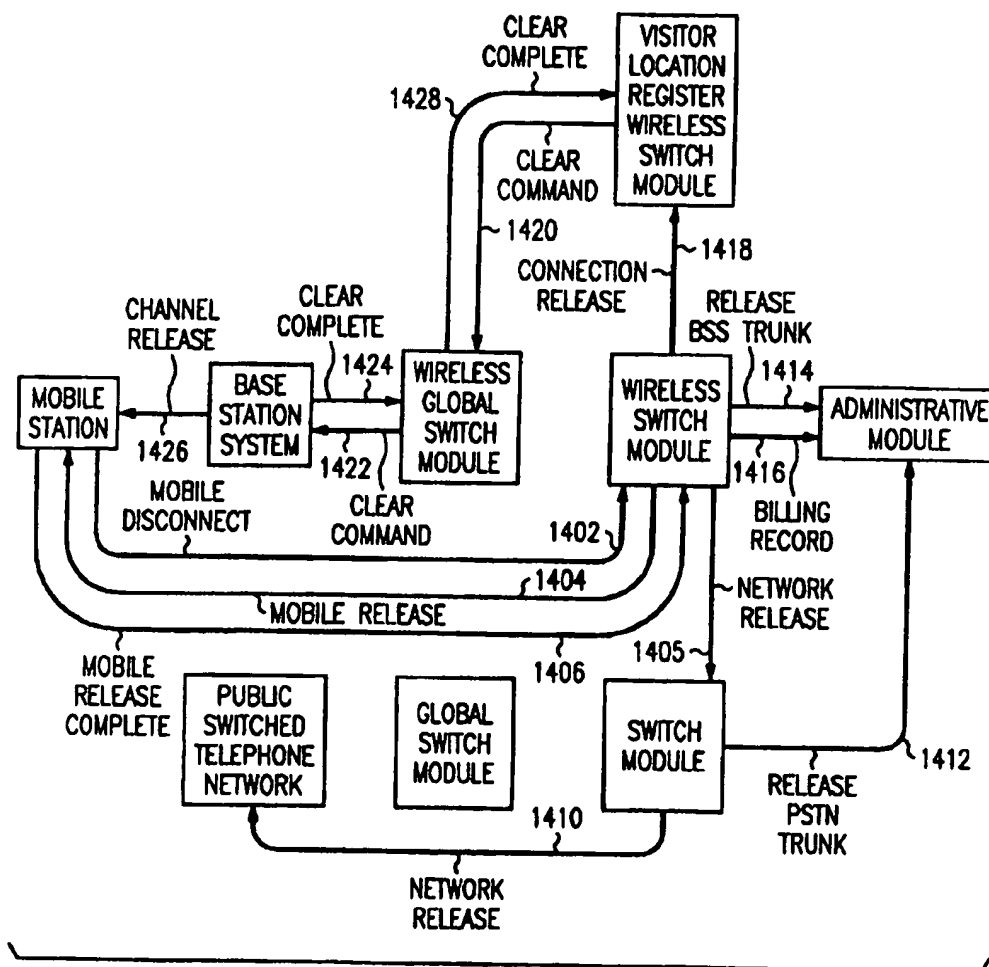 CLEAR
COMPLETE
1428
VISITOR
LOCATION
REGISTER
WIRELESS
SWITCH
MODULE
CLEAR
COMMAND
1420
1418
CONNECTION
RELEASE
CHANNEL
RELEASE
CLEAR
COMPLETE
1424
RELEASE
BSS TRUNK
1414
MOBILE
STATION
1426
BASE
STATION
SYSTEM
1422
CLEAR
COMMAND
WIRELESS
GLOBAL
SWITCH
MODULE
WIRELESS
SWITCH
MODULE
1416
BILLING
RECORD
ADMINISTRATIVE
MODULE
MOBILE
DISCONNECT
1402
1404
MOBILE RELEASE
1406
MOBILE
RELEASE
COMPLETE
NETWORK
RELEASE
1405
PUBLIC
SWITCHED
TELEPHONE
NETWORK
GLOBAL
SWITCH
MODULE
SWITCH
MODULE
1412
RELEASE
PSTN
TRUNK
1410
NETWORK
RELEASE